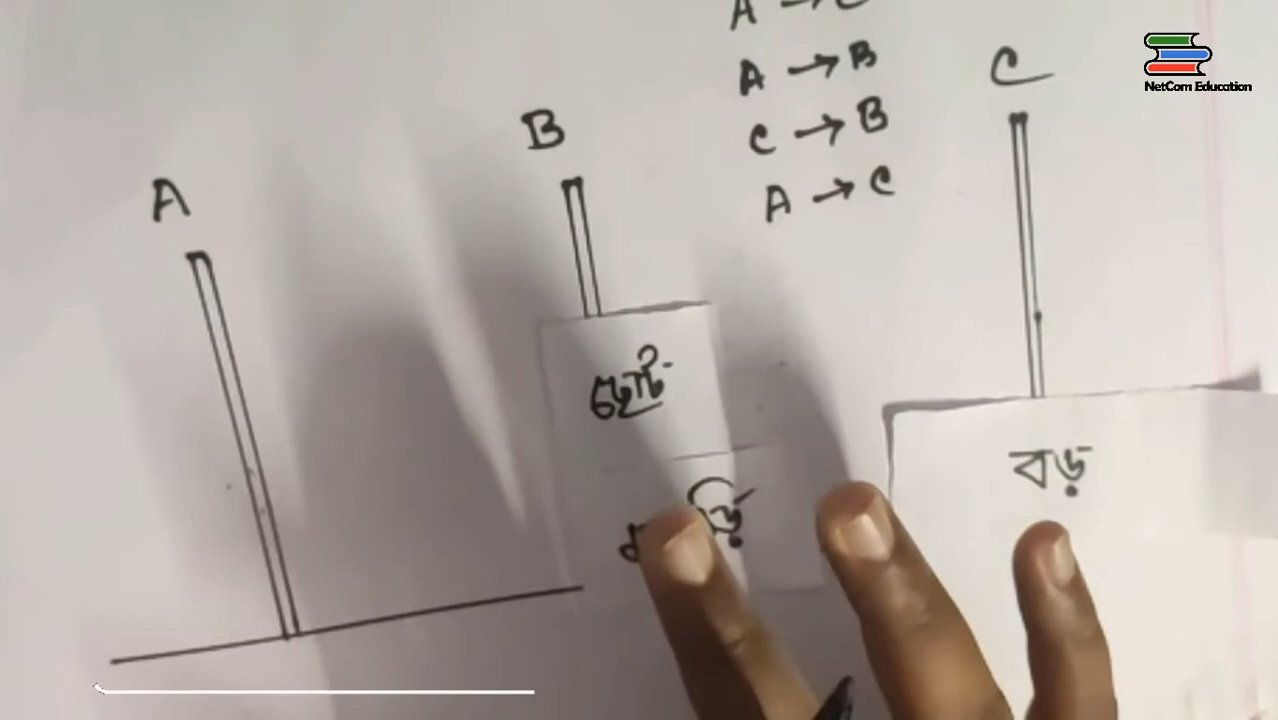 A → C
A → B
C → B
A → C
A
B
C
বড়
NetCom Education